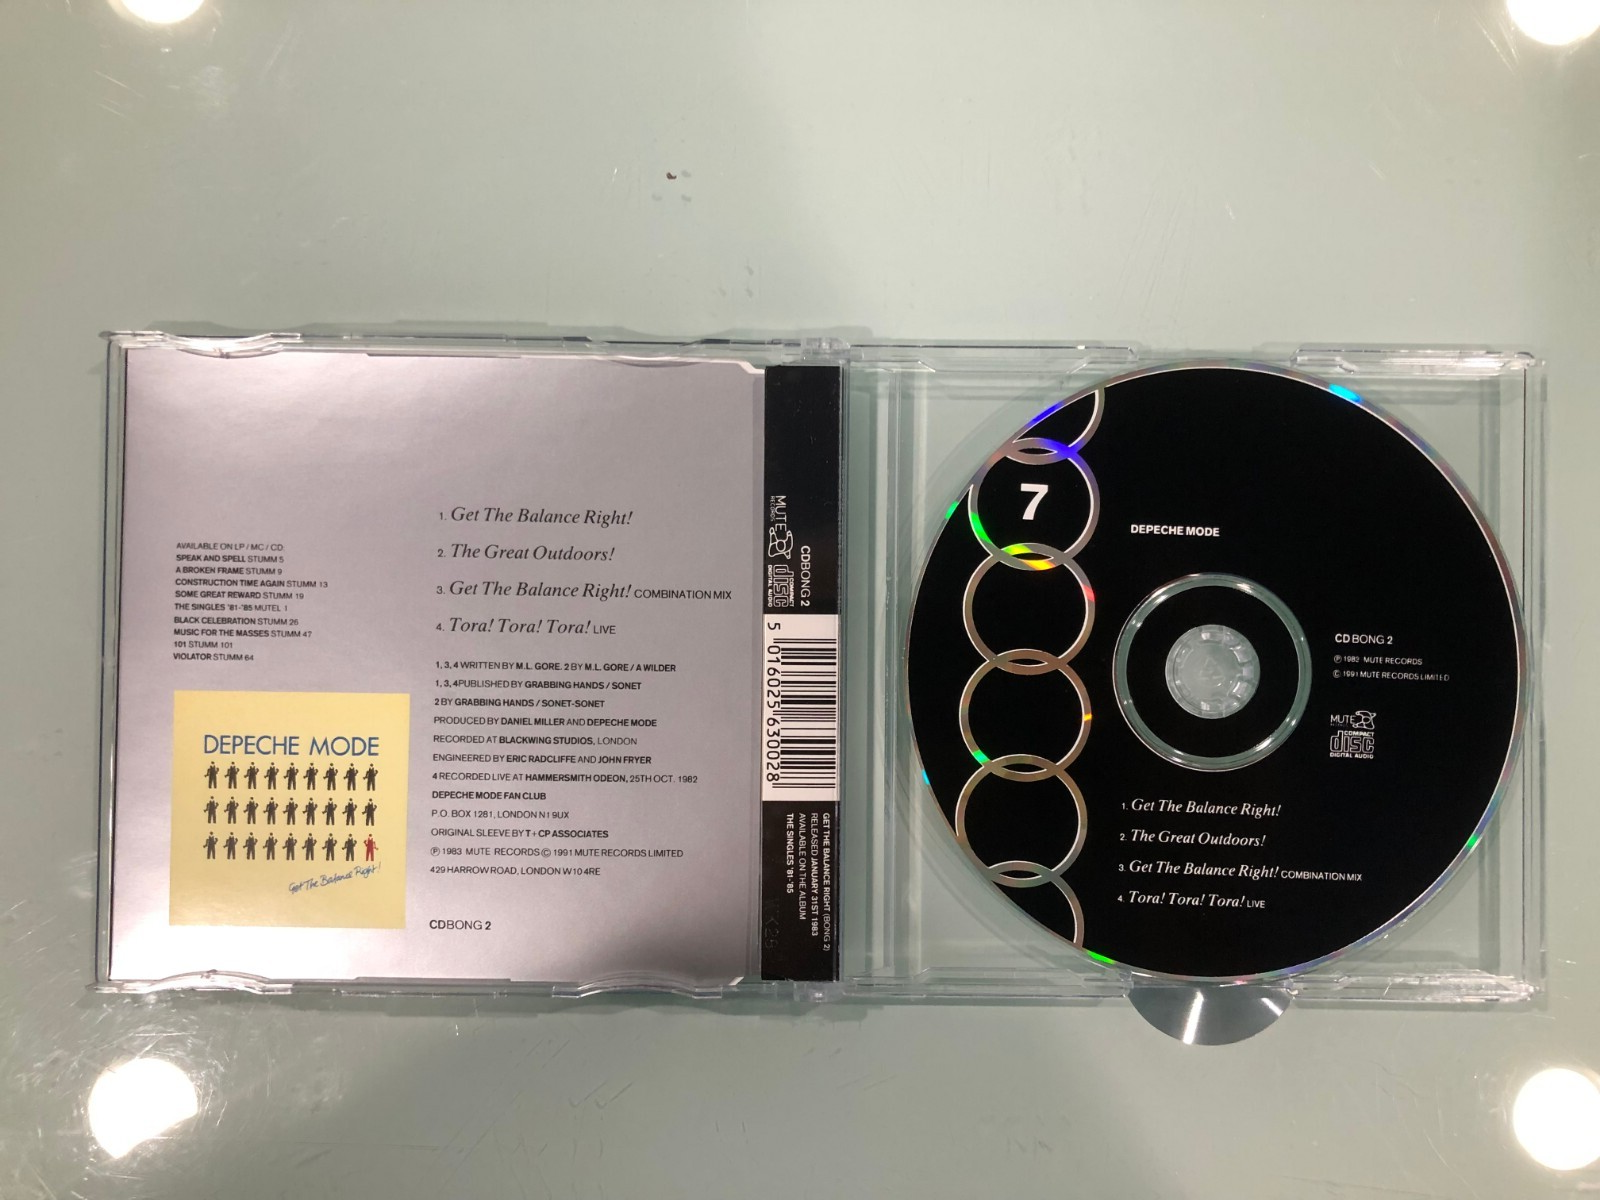 AVAILABLE ON LP / MC / CD.
SPEAK AND SPELL STUMM 5
A BROKEN FRAME STUMM 9
CONSTRUCTION TIME AGAIN STUMM 13
SOME GREAT REWARD STUMM 19
THE SINGLES '81-'85 MUTEL 1
BLACK CELEBRATION STUMM 26
MUSIC FOR THE MASSES STUMM 47
101 STUMM 101
VIOLATOR STUMM 64
DEPECHE MODE
Get The Balance Right!
1. Get The Balance Right!
2. The Great Outdoors!
3. Get The Balance Right! COMBINATION MIX
4. Tora! Tora! Tora! LIVE
1, 3, 4 WRITTEN BY M.L. GORE. 2 BY M.L. GORE / A WILDER
1, 3, 4 PUBLISHED BY GRABBING HANDS / SONET
2 BY GRABBING HANDS / SONET-SONET
PRODUCED BY DANIEL MILLER AND DEPECHE MODE
RECORDED AT BLACKWING STUDIOS, LONDON
ENGINEERED BY ERIC RADCLIFFE AND JOHN FRYER
4 RECORDED LIVE AT HAMMERSMITH ODEON, 25TH OCT. 1982
DEPECHE MODE FAN CLUB
P.O. BOX 1281, LONDON N1 9UX
ORIGINAL SLEEVE BY T+CP ASSOCIATES
Ⓟ 1983 MUTE RECORDS © 1991 MUTE RECORDS LIMITED
429 HARROW ROAD, LONDON W10 4RE
CDBONG 2
MUTE
RECORDS
COMPACT
disc
DIGITAL AUDIO
CDBONG 2
5 016025 630028
GET THE BALANCE RIGHT (BONG 2)
RELEASED JANUARY 31ST 1983
AVAILABLE ON THE ALBUM
THE SINGLES '81-'85
7
DEPECHE MODE
CD BONG 2
Ⓟ 1983 MUTE RECORDS
© 1991 MUTE RECORDS LIMITED
MUTE
COMPACT
disc
DIGITAL AUDIO
1. Get The Balance Right!
2. The Great Outdoors!
3. Get The Balance Right! COMBINATION MIX
4. Tora! Tora! Tora! LIVE